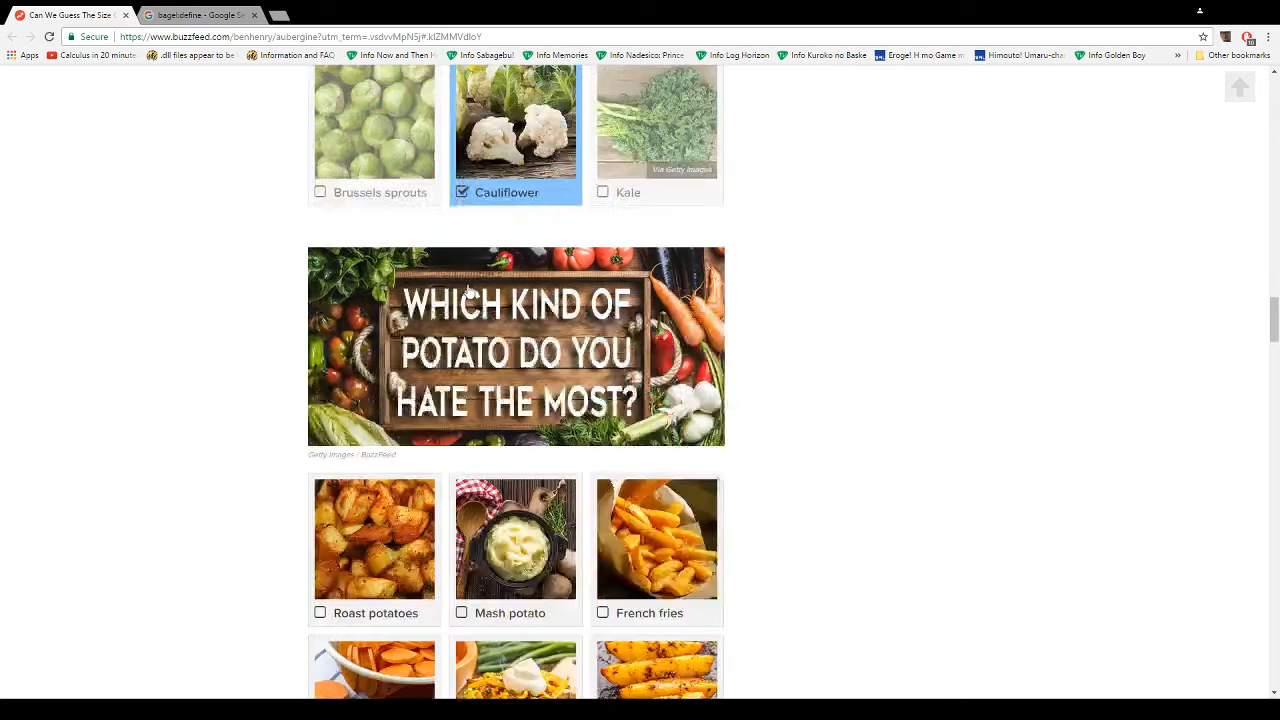 Can We Guess The Size O
bagel:define - Google Se
Secure
https://www.buzzfeed.com/benhenry/aubergine?utm_term=.vsdvvMpN5j#.klZMMVdloY
Apps
Calculus in 20 minute
.dll files appear to be
Information and FAQ
Info Now and Then H
Info Sabagebu!
Info Memories
Info Nadesico: Prince
Info Kuroko no Baske
Info Log Horizon
Eroge! H mo Game m
Himouto! Umaru-cha
Info Golden Boy
»
Other bookmarks
Via Getty Images
Brussels sprouts
Cauliflower
Kale
WHICH KIND OF
POTATO DO YOU
HATE THE MOST?
Getty Images / BuzzFeed
Roast potatoes
Mash potato
French fries